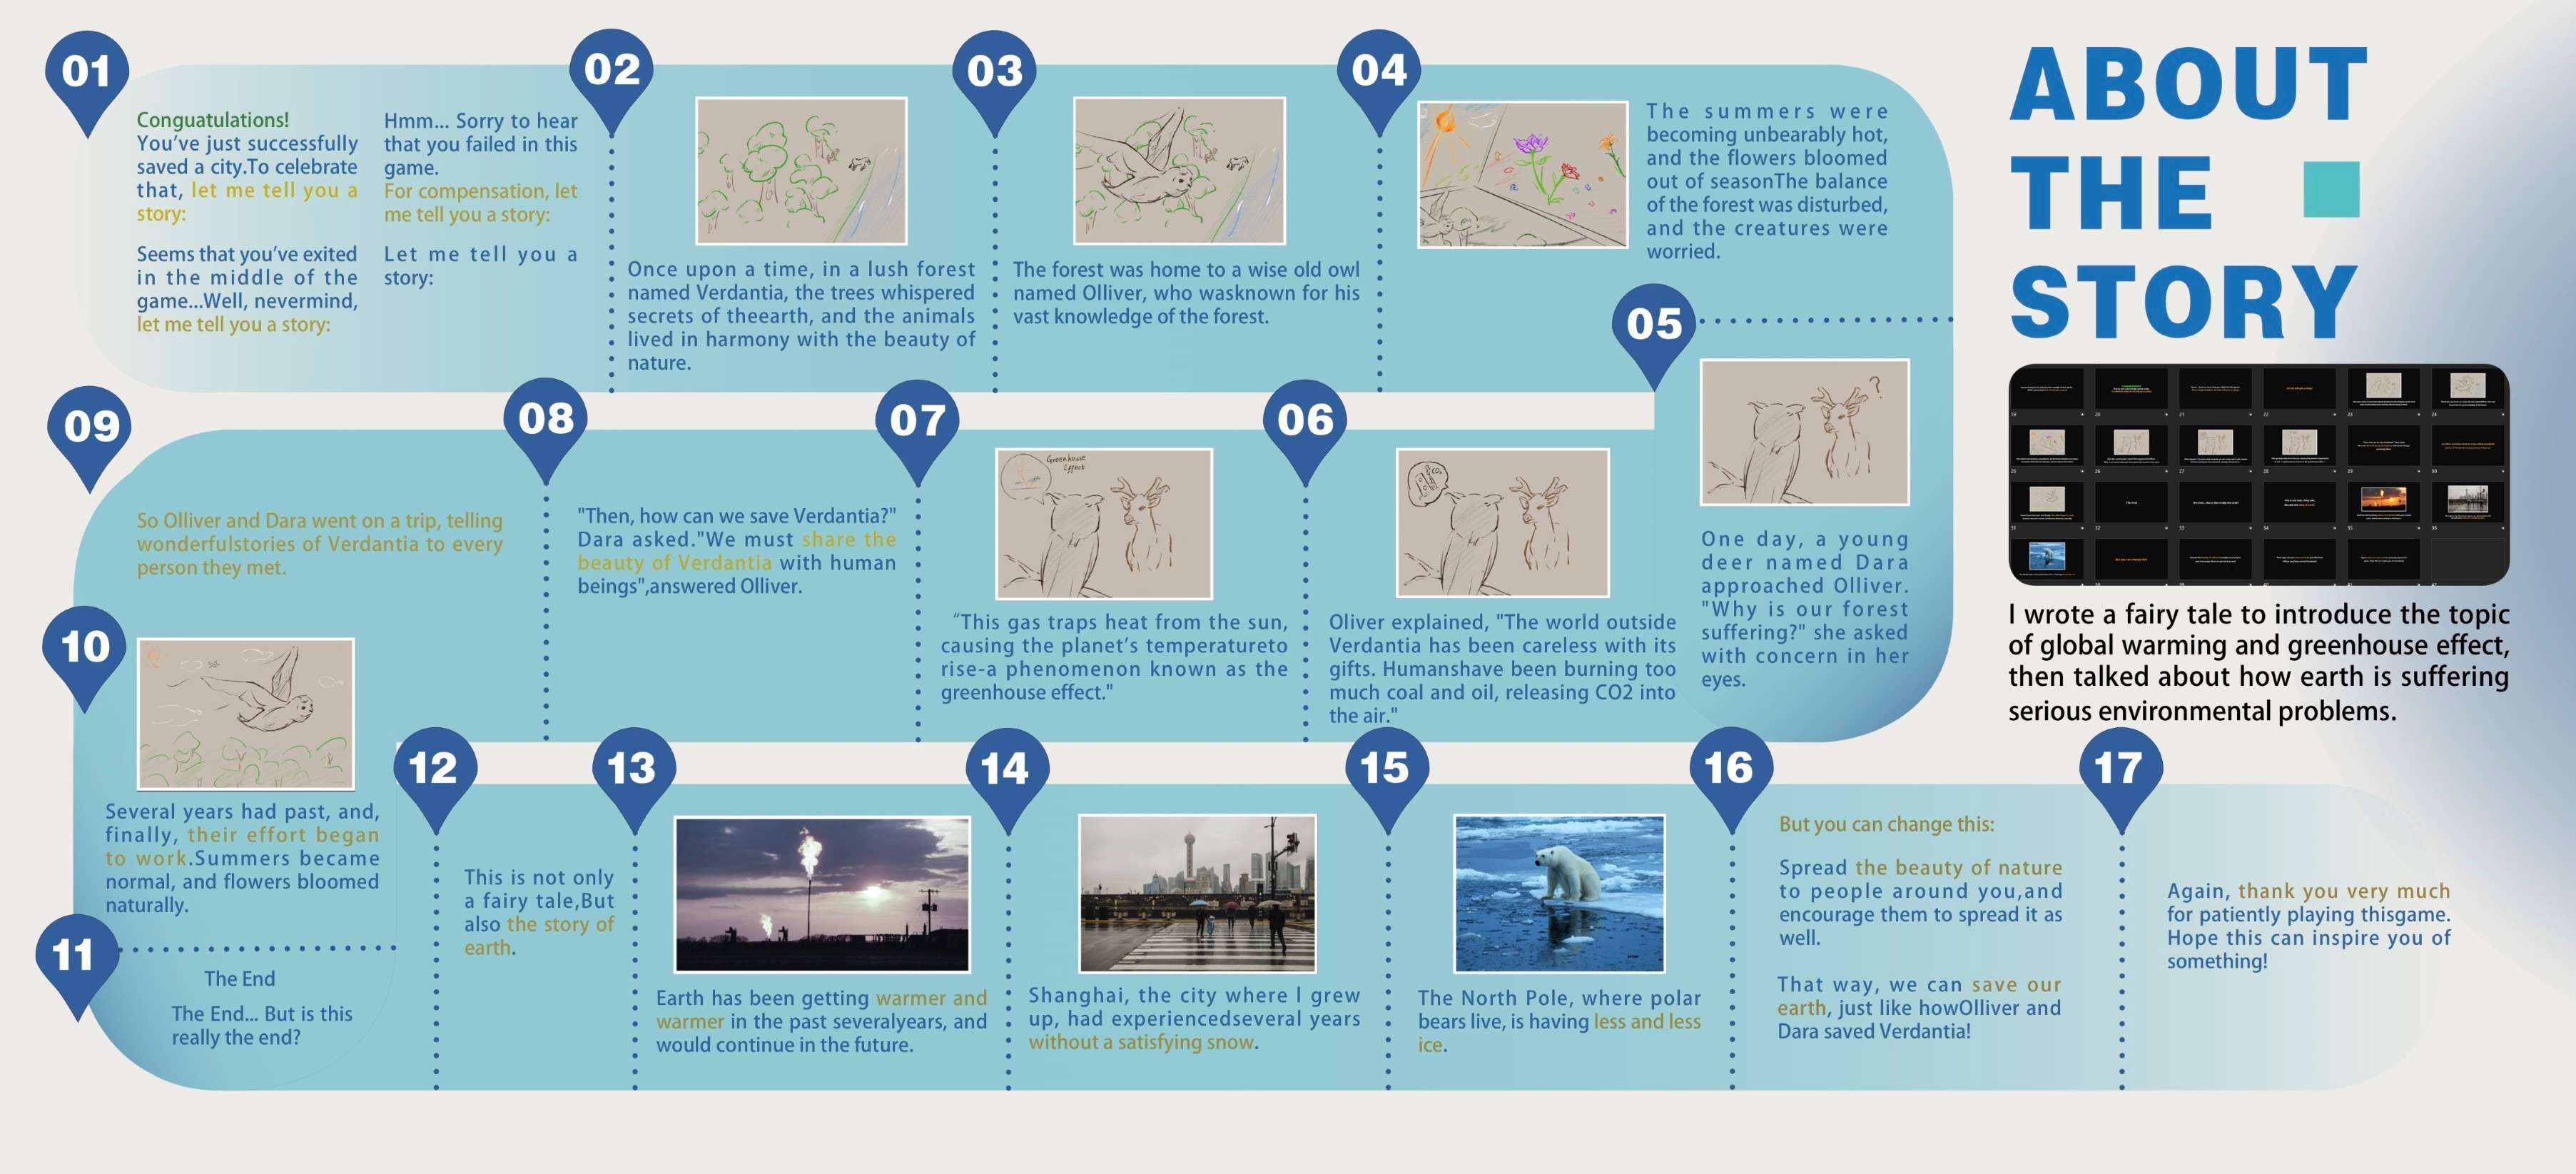 ABOUT
THE
STORY
I wrote a fairy tale to introduce the topic
of global warming and greenhouse effect,
then talked about how earth is suffering
serious environmental problems.
01
Conguatulations!
You've just successfully
saved a city.To celebrate
that, let me tell you a
story:
Seems that you've exited
in the middle of the
game...Well, nevermind,
let me tell you a story:
Hmm... Sorry to hear
that you failed in this
game.
For compensation, let
me tell you a story:
Let me tell you a
story:
02
Once upon a time, in a lush forest
named Verdantia, the trees whispered
secrets of theearth, and the animals
lived in harmony with the beauty of
nature.
03
The forest was home to a wise old owl
named Olliver, who wasknown for his
vast knowledge of the forest.
04
The summers were
becoming unbearably hot,
and the flowers bloomed
out of seasonThe balance
of the forest was disturbed,
and the creatures were
worried.
05
?
One day, a young
deer named Dara
approached Olliver.
"Why is our forest
suffering?" she asked
with concern in her
eyes.
06
CO2
Oliver explained, "The world outside
Verdantia has been careless with its
gifts. Humanshave been burning too
much coal and oil, releasing CO2 into
the air."
07
Greenhouse
Effect
“This gas traps heat from the sun,
causing the planet's temperatureto
rise-a phenomenon known as the
greenhouse effect."
08
"Then, how can we save Verdantia?"
Dara asked."We must share the
beauty of Verdantia with human
beings",answered Olliver.
09
So Olliver and Dara went on a trip, telling
wonderfulstories of Verdantia to every
person they met.
10
Several years had past, and,
finally, their effort began
to work.Summers became
normal, and flowers bloomed
naturally.
11
The End
The End... But is this
really the end?
12
This is not only
a fairy tale,But
also the story of
earth.
13
Earth has been getting warmer and
warmer in the past severalyears, and
would continue in the future.
14
Shanghai, the city where I grew
up, had experiencedseveral years
without a satisfying snow.
15
The North Pole, where polar
bears live, is having less and less
ice.
16
But you can change this:
Spread the beauty of nature
to people around you,and
encourage them to spread it as
well.
That way, we can save our
earth, just like howOlliver and
Dara saved Verdantia!
17
Again, thank you very much
for patiently playing thisgame.
Hope this can inspire you of
something!